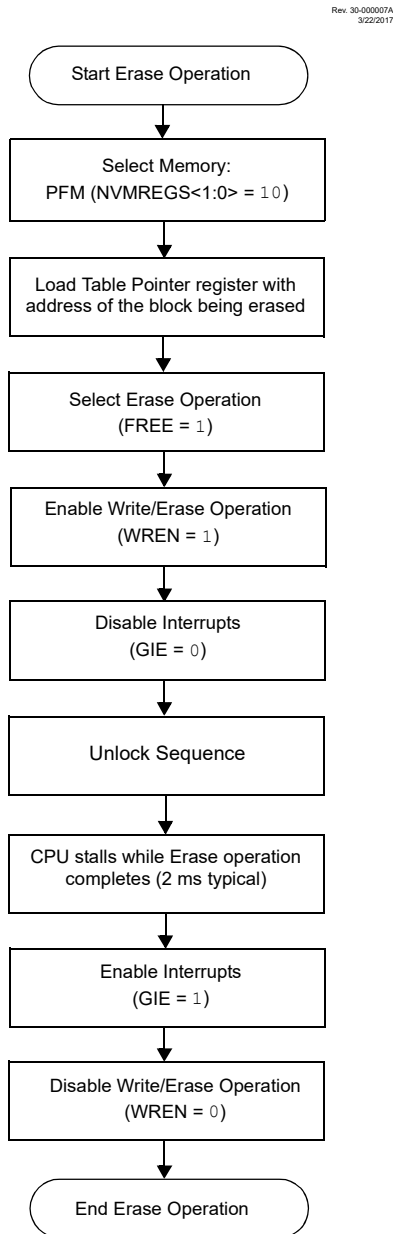 Rev. 30-000007A
3/22/2017
Start Erase Operation
Select Memory:
PFM (NVMREGS<1:0> = 10)
Load Table Pointer register with
address of the block being erased
Select Erase Operation
(FREE = 1)
Enable Write/Erase Operation
(WREN = 1)
Disable Interrupts
(GIE = 0)
Unlock Sequence
CPU stalls while Erase operation
completes (2 ms typical)
Enable Interrupts
(GIE = 1)
Disable Write/Erase Operation
(WREN = 0)
End Erase Operation